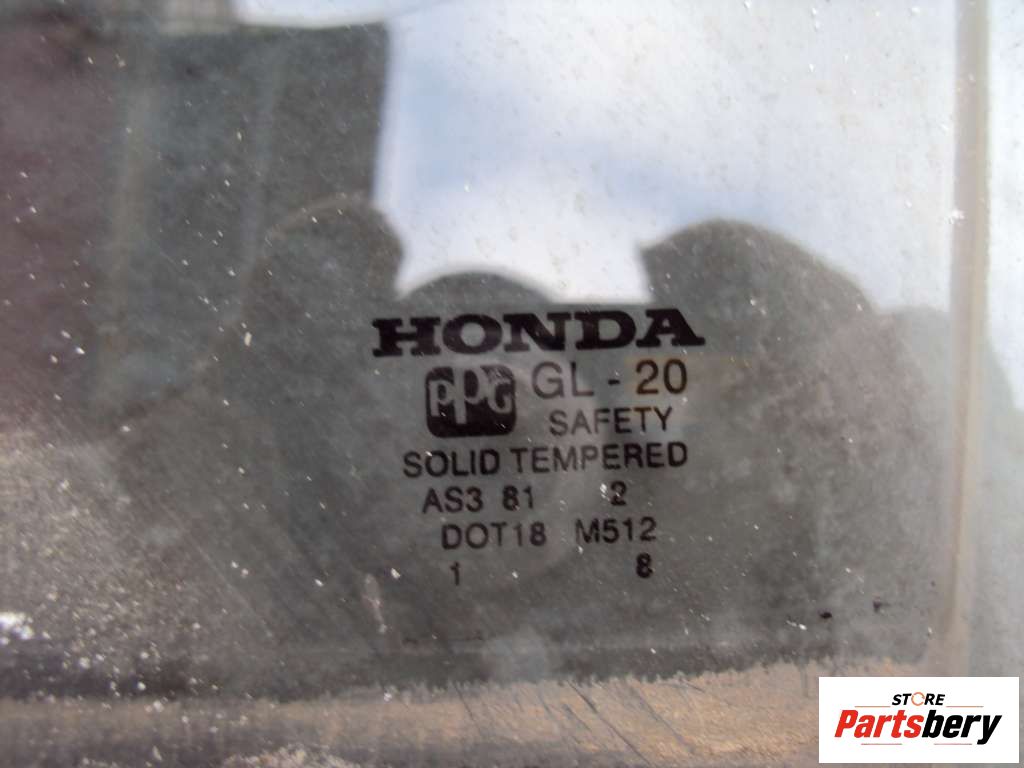 HONDA
PPG GL - 20
SAFETY
SOLID TEMPERED
AS3 81 2
DOT18 M512
1 8
STORE
Partsbery